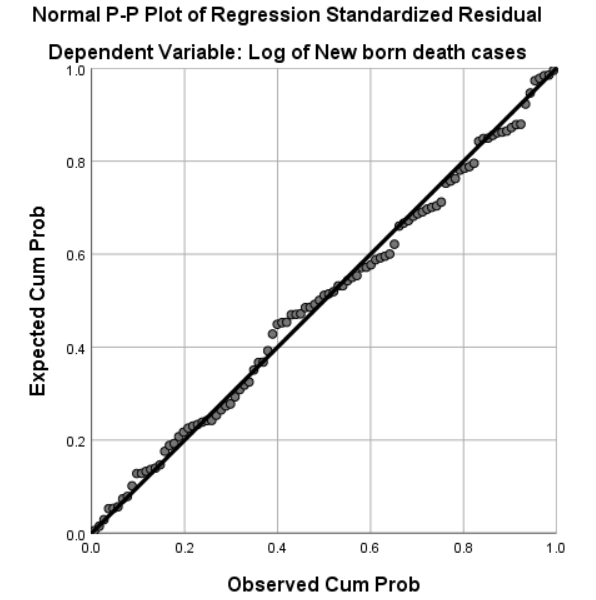 Normal P-P Plot of Regression Standardized Residual
Dependent Variable: Log of New born death cases
1.0
0.8
0.6
0.4
0.2
0.0
Expected Cum Prob
0.0 0.2 0.4 0.6 0.8 1.0
Observed Cum Prob